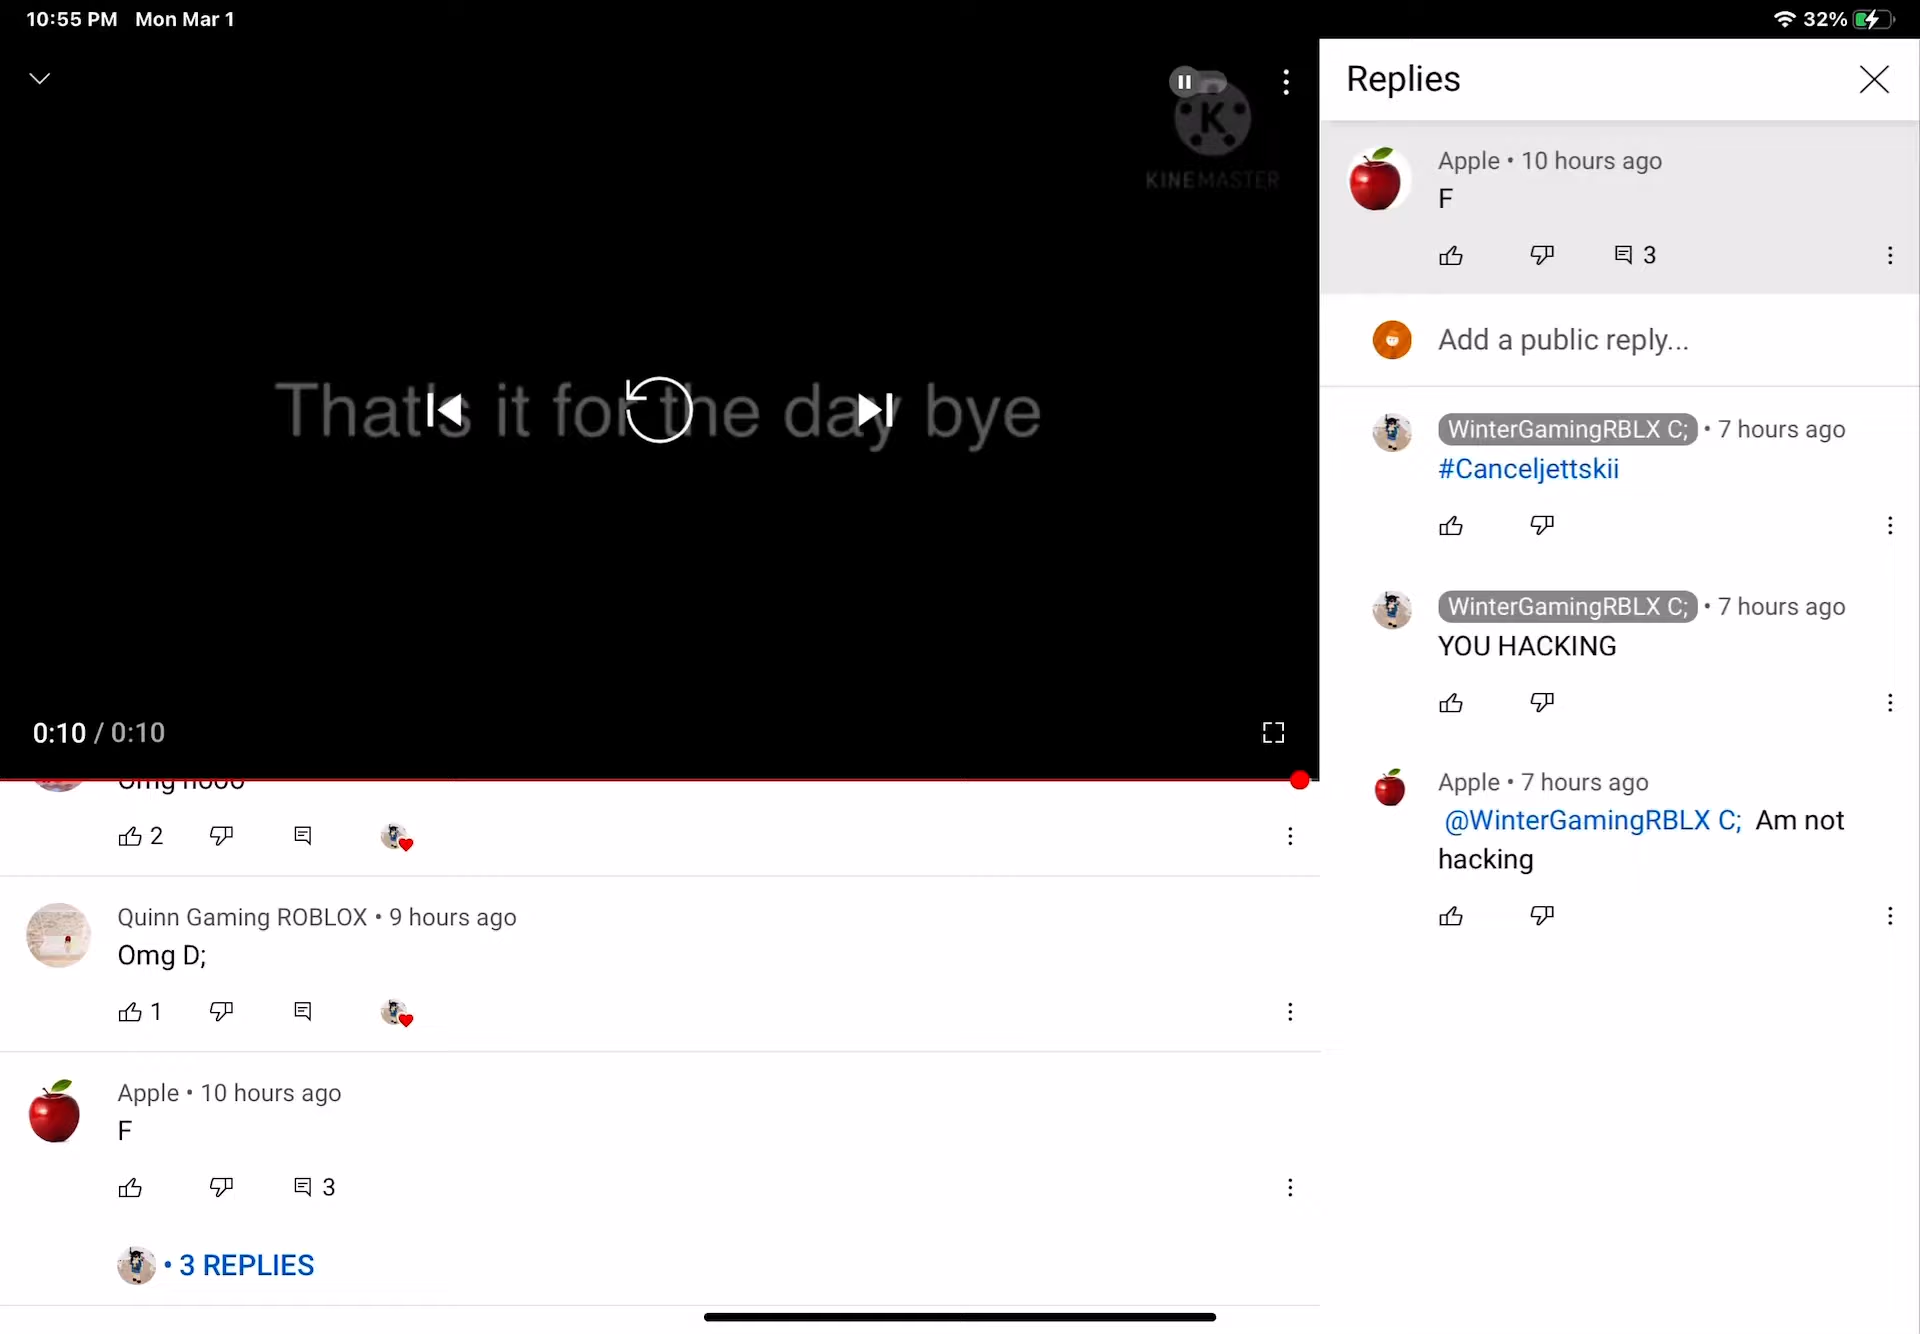 10:55 PM Mon Mar 1
32%
K
KINEMASTER
That's it for the day bye
0:10 / 0:10
Omg nooo
2
Quinn Gaming ROBLOX • 9 hours ago
Omg D;
1
Apple • 10 hours ago
F
3
• 3 REPLIES
Replies
Apple • 10 hours ago
F
3
Add a public reply...
WinterGamingRBLX C; • 7 hours ago
#Canceljettskii
WinterGamingRBLX C; • 7 hours ago
YOU HACKING
Apple • 7 hours ago
@WinterGamingRBLX C; Am not
hacking